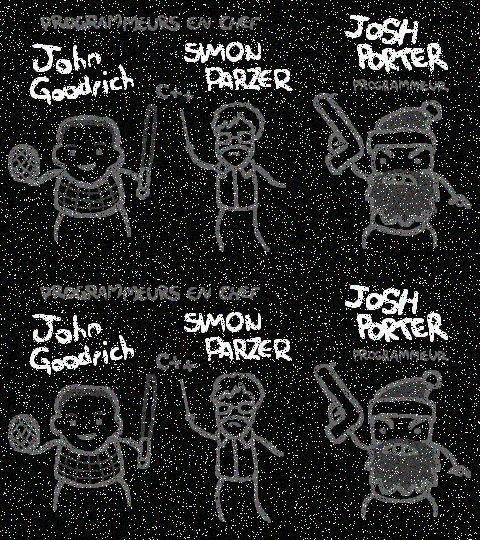 PROGRAMMEURS EN CHEF
John
Goodrich
SIMON
PARZER
C++
JOSH
PORTER
PROGRAMMEUR
PROGRAMMEURS EN CHEF
John
Goodrich
SIMON
PARZER
C++
JOSH
PORTER
PROGRAMMEUR